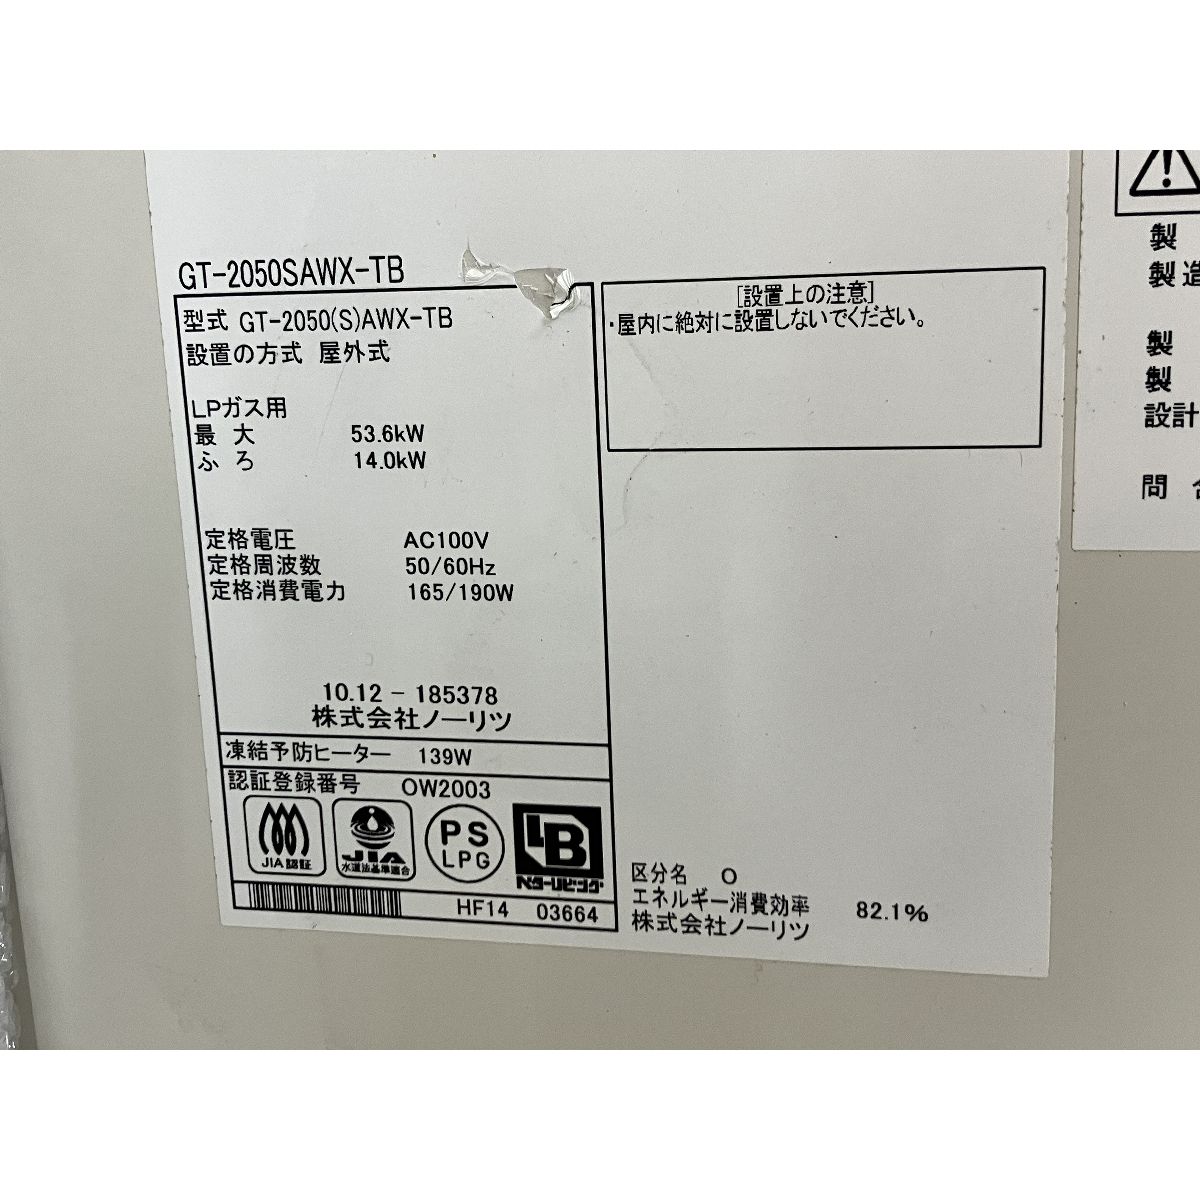 GT-2050SAWX-TB
型式 GT-2050(S)AWX-TB
設置の方式 屋外式
LPガス用
最 大 53.6kW
ふ ろ 14.0kW
定格電圧 AC100V
定格周波数 50/60Hz
定格消費電力 165/190W
10.12 - 185378
株式会社ノーリツ
凍結予防ヒーター 139W
認証登録番号 OW2003
JIA認証
JIA
水道法基準適合
PS
LPG
LB
ベターリビング
HF14 03664
[設置上の注意]
・屋内に絶対に設置しないでください。
区分名 O
エネルギー消費効率 82.1%
株式会社ノーリツ
製
製造
製
製
設計
問